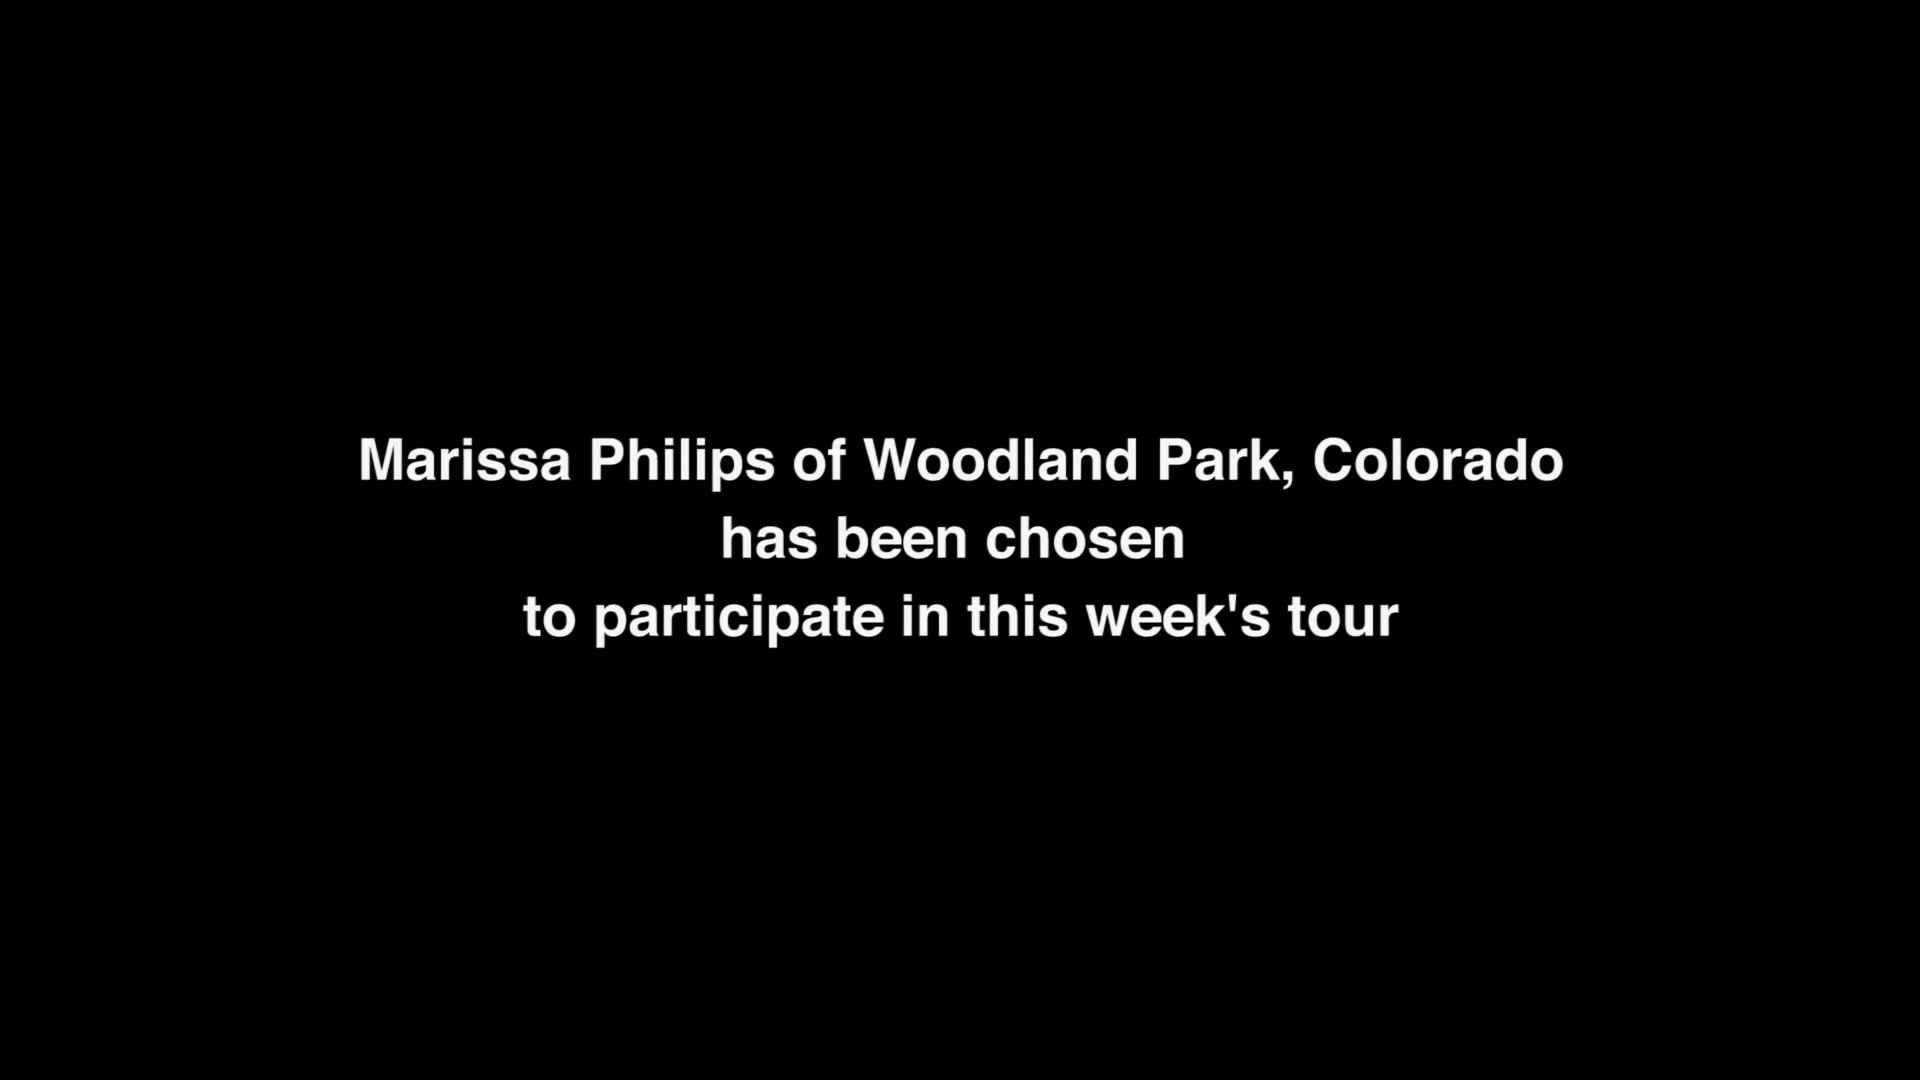 Marissa Philips of Woodland Park, Colorado
has been chosen
to participate in this week's tour